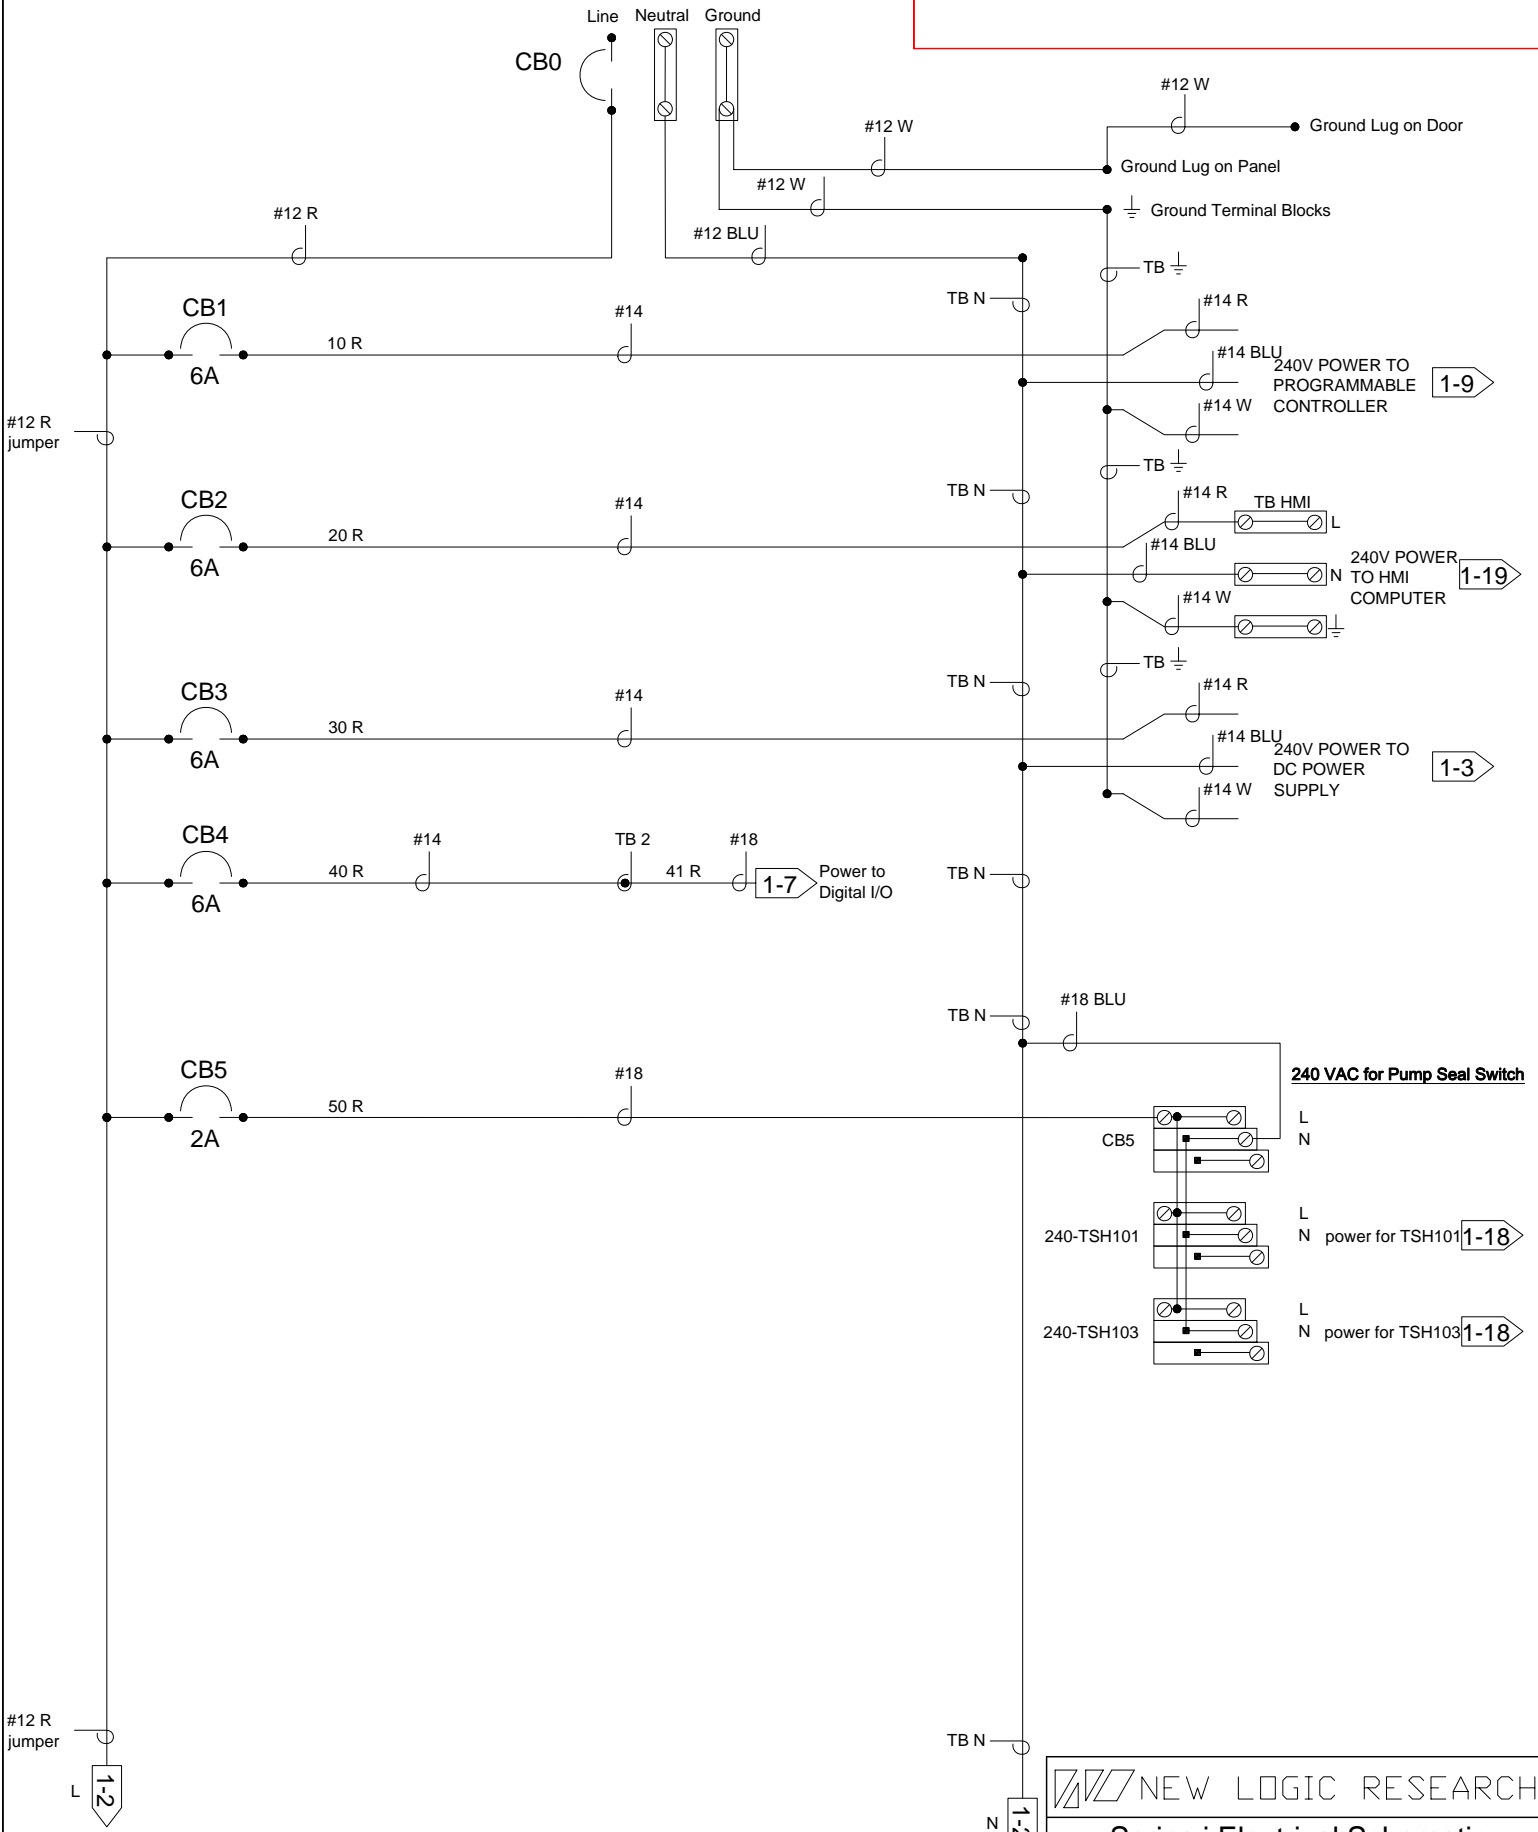 Line Neutral Ground
CB0
#12 W
#12 W
Ground Lug on Door
Ground Lug on Panel
#12 W
#12 R
Ground Terminal Blocks
#12 BLU
TB
TB N
CB1
#14
#14 R
10 R
6A
#14 BLU
240V POWER TO
PROGRAMMABLE
CONTROLLER
1-9
#14 W
#12 R
jumper
TB
TB N
CB2
#14
#14 R
TB HMI
L
20 R
6A
#14 BLU
N
240V POWER
TO HMI
COMPUTER
1-19
#14 W
TB
TB N
CB3
#14
#14 R
30 R
6A
#14 BLU
240V POWER TO
DC POWER
SUPPLY
1-3
#14 W
CB4
#14
TB 2
#18
40 R
41 R
6A
1-7
Power to
Digital I/O
TB N
#18 BLU
TB N
CB5
#18
240 VAC for Pump Seal Switch
50 R
2A
CB5
L
N
240-TSH101
L
N power for TSH101 1-18
240-TSH103
L
N power for TSH103 1-18
#12 R
jumper
TB N
L 1-2
N
NEW LOGIC RESEARCH